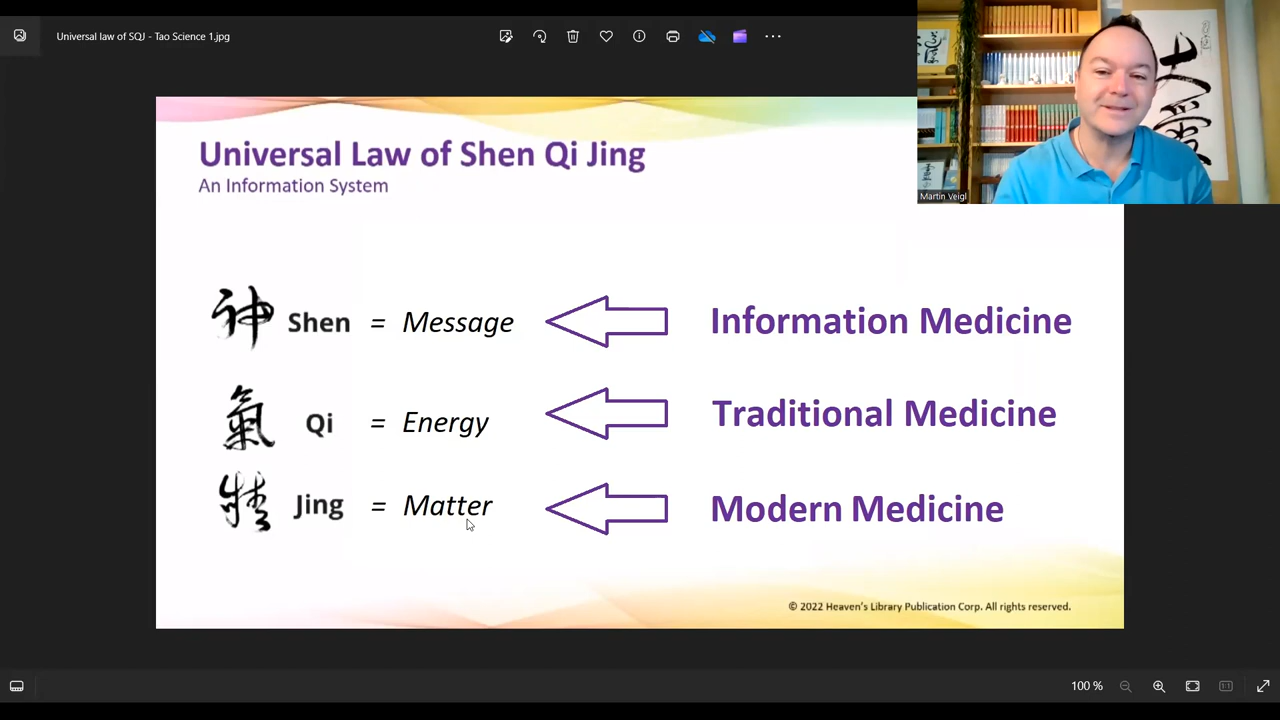 Universal law of SQJ - Tao Science 1.jpg
Martin Veigl
Universal Law of Shen Qi Jing
An Information System
神 Shen = Message Information Medicine
氣 Qi = Energy Traditional Medicine
精 Jing = Matter Modern Medicine
© 2022 Heaven's Library Publication Corp. All rights reserved.
100 %